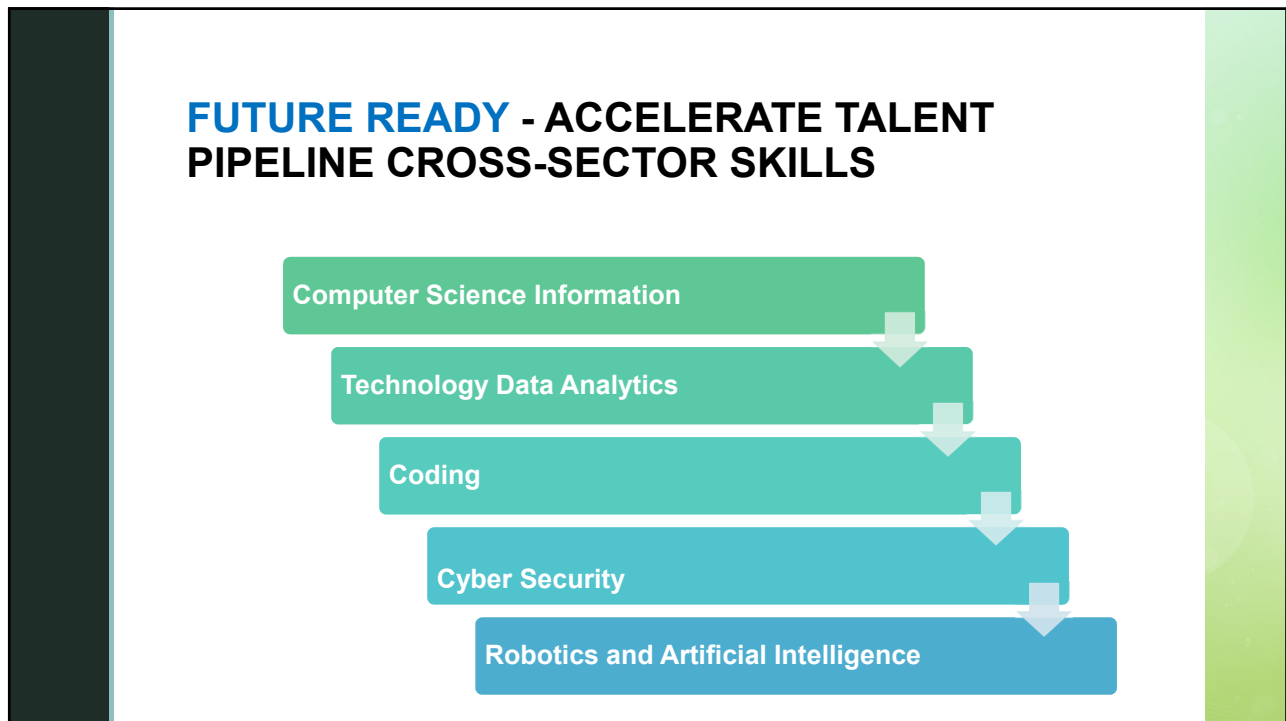 FUTURE READY - ACCELERATE TALENT
PIPELINE CROSS-SECTOR SKILLS
Computer Science Information
Technology Data Analytics
Coding
Cyber Security
Robotics and Artificial Intelligence